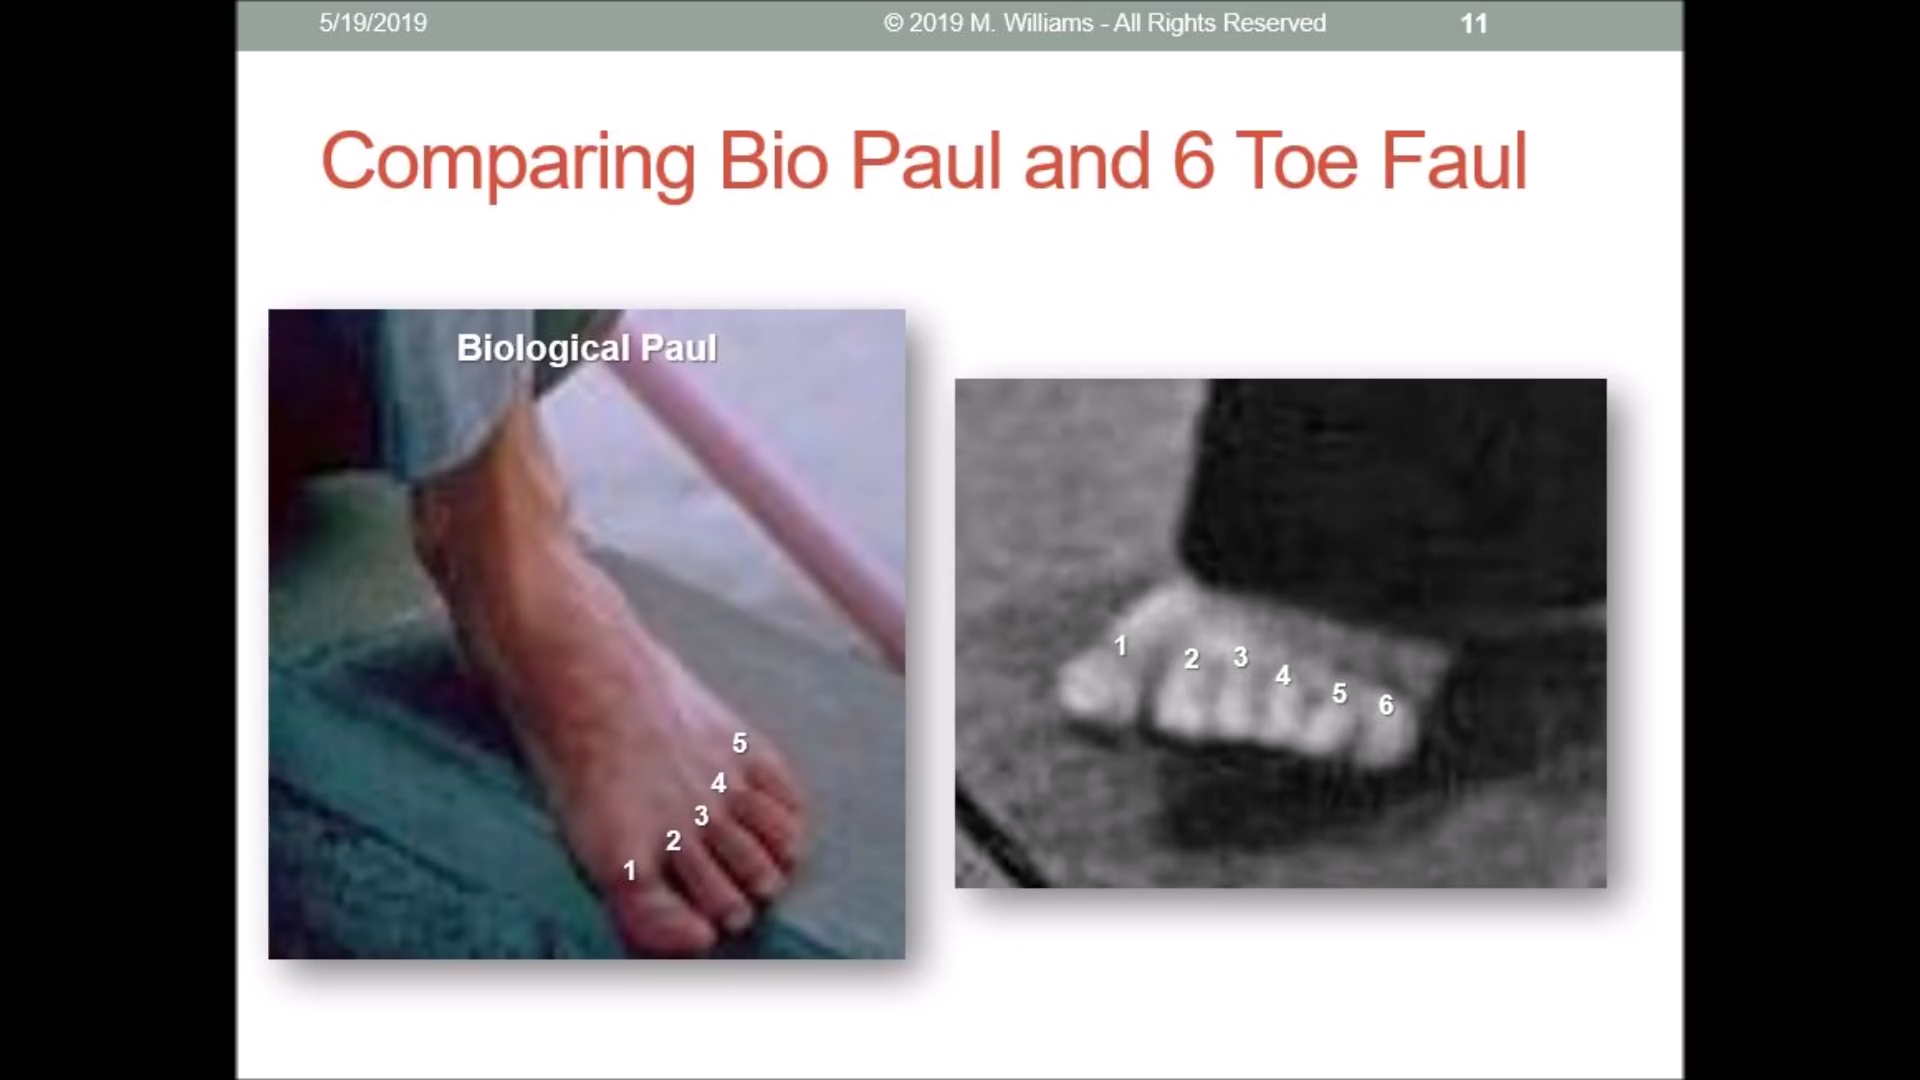 5/19/2019 © 2019 M. Williams - All Rights Reserved 11
Comparing Bio Paul and 6 Toe Faul
Biological Paul
5
4
3
2
1
1 2 3 4 5 6